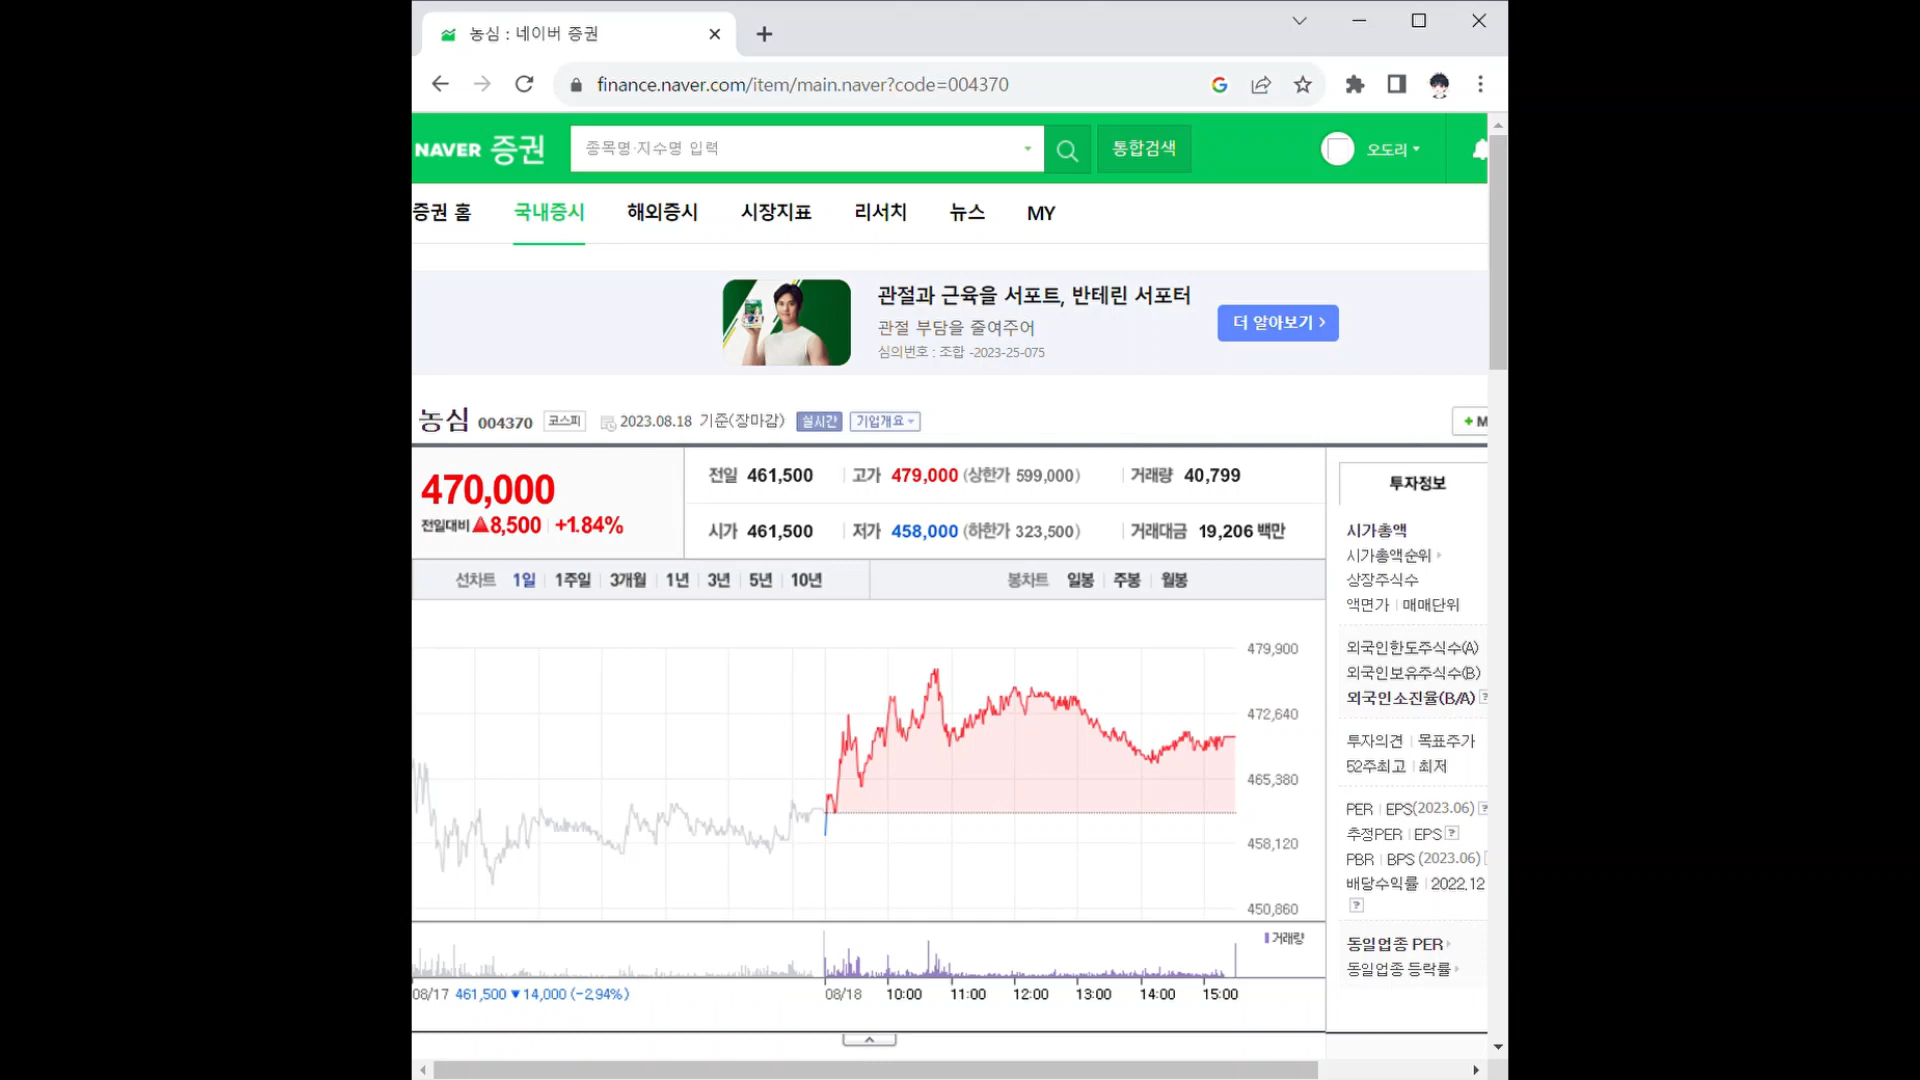 농심 : 네이버 증권
finance.naver.com/item/main.naver?code=004370
NAVER 증권
종목명·지수명 입력
통합검색
오도리
증권 홈 국내증시 해외증시 시장지표 리서치 뉴스 MY
관절과 근육을 서포트, 반테린 서포터
관절 부담을 줄여주어
심의번호 : 조합 -2023-25-075
더 알아보기 >
농심 004370 코스피 2023.08.18 기준(장마감) 실시간 기업개요
+ M
470,000
전일대비 ▲8,500 +1.84%
전일 461,500 고가 479,000 (상한가 599,000) 거래량 40,799
시가 461,500 저가 458,000 (하한가 323,500) 거래대금 19,206 백만
선차트 1일 1주일 3개월 1년 3년 5년 10년
봉차트 일봉 주봉 월봉
479,900
472,640
465,380
458,120
450,860
거래량
08/17 461,500 ▼14,000 (-2.94%)
08/18 10:00 11:00 12:00 13:00 14:00 15:00
투자정보
시가총액
시가총액순위
상장주식수
액면가 | 매매단위
외국인한도주식수(A)
외국인보유주식수(B)
외국인소진율(B/A) ?
투자의견 | 목표주가
52주최고 | 최저
PER | EPS(2023.06) ?
추정PER | EPS ?
PBR | BPS (2023.06)
배당수익률 | 2022.12
?
동일업종 PER
동일업종 등락률